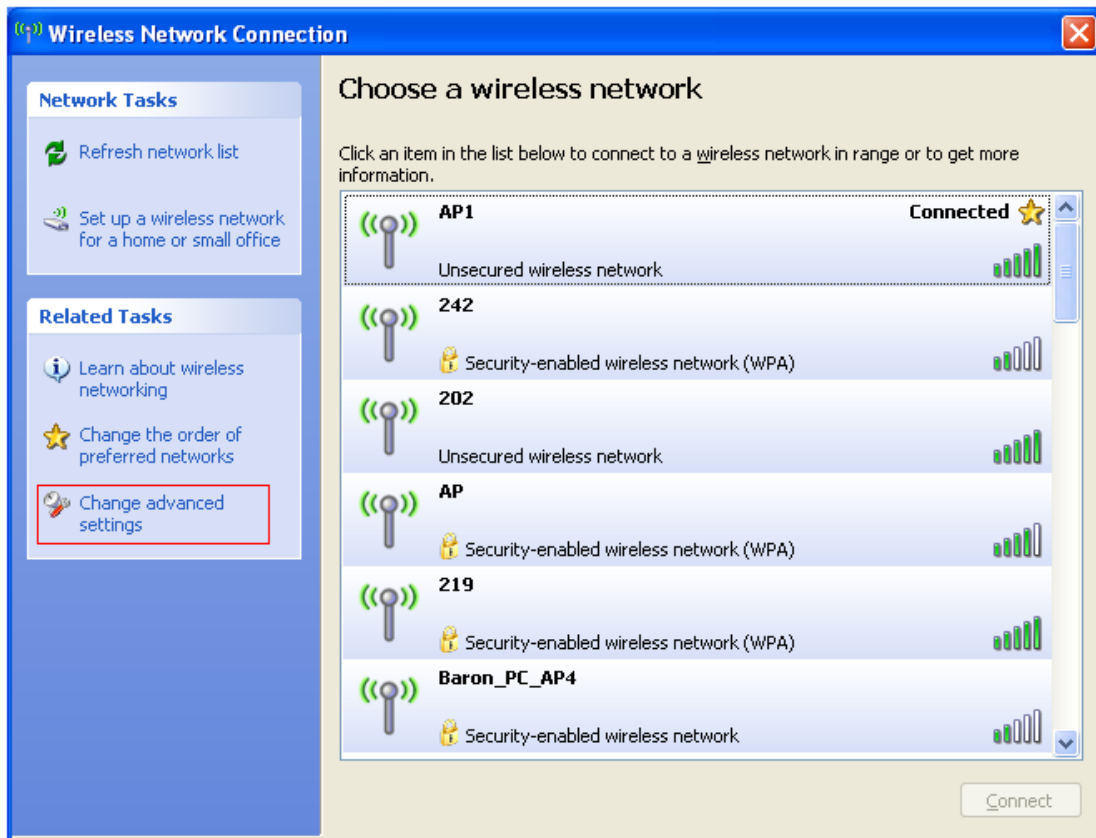 Wireless Network Connection
Network Tasks
Refresh network list
Set up a wireless network
for a home or small office
Related Tasks
Learn about wireless
networking
Change the order of
preferred networks
Change advanced
settings
Choose a wireless network
Click an item in the list below to connect to a wireless network in range or to get more
information.
AP1 Connected
Unsecured wireless network
242
Security-enabled wireless network (WPA)
202
Unsecured wireless network
AP
Security-enabled wireless network (WPA)
219
Security-enabled wireless network (WPA)
Baron_PC_AP4
Security-enabled wireless network
Connect